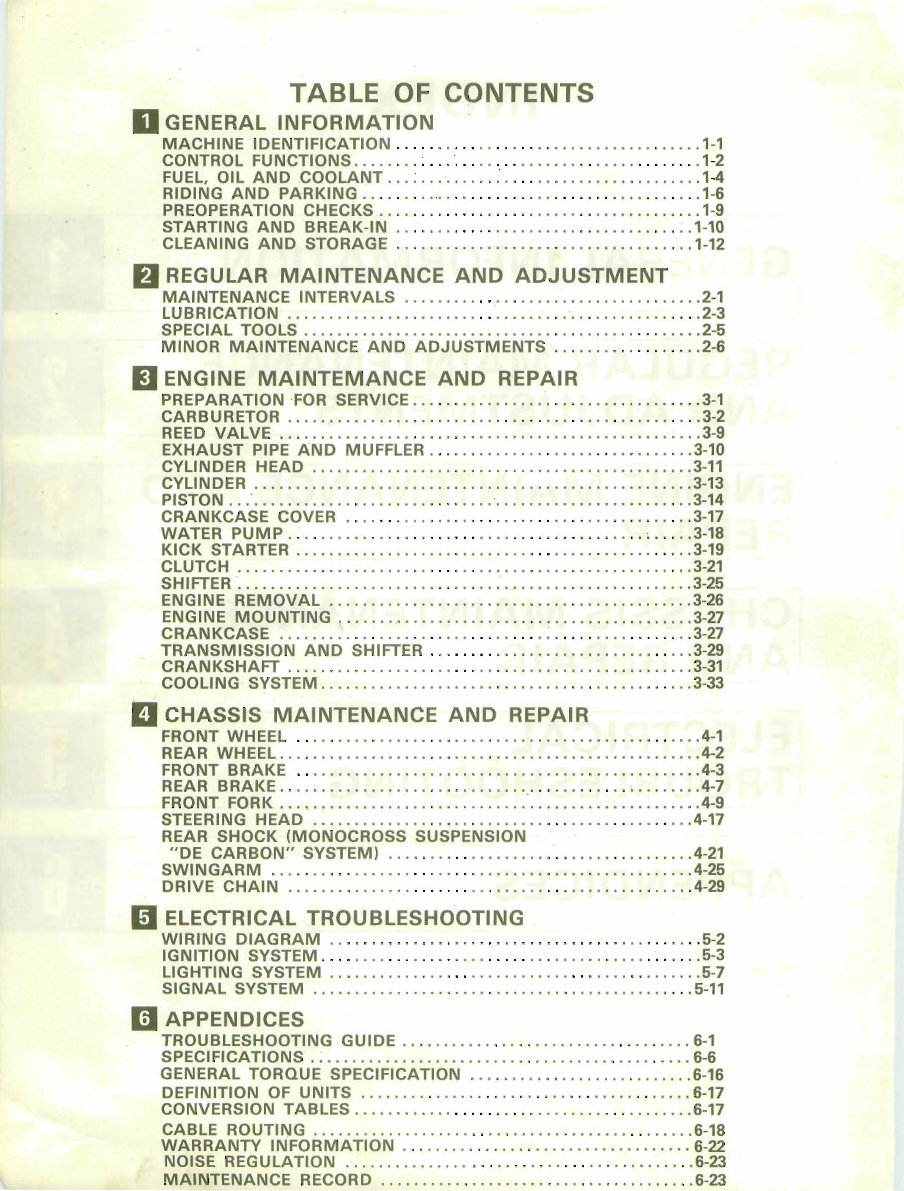 TABLE OF CONTENTS
1 GENERAL INFORMATION
MACHINE IDENTIFICATION ........ 1-1
CONTROL FUNCTIONS ........ 1-2
FUEL, OIL AND COOLANT ........ 1-4
RIDING AND PARKING ........ 1-6
PREOPERATION CHECKS ........ 1-9
STARTING AND BREAK-IN ........ 1-10
CLEANING AND STORAGE ........ 1-12
2 REGULAR MAINTENANCE AND ADJUSTMENT
MAINTENANCE INTERVALS ........ 2-1
LUBRICATION ........ 2-3
SPECIAL TOOLS ........ 2-5
MINOR MAINTENANCE AND ADJUSTMENTS ........ 2-6
3 ENGINE MAINTEMANCE AND REPAIR
PREPARATION FOR SERVICE ........ 3-1
CARBURETOR ........ 3-2
REED VALVE ........ 3-9
EXHAUST PIPE AND MUFFLER ........ 3-10
CYLINDER HEAD ........ 3-11
CYLINDER ........ 3-13
PISTON ........ 3-14
CRANKCASE COVER ........ 3-17
WATER PUMP ........ 3-18
KICK STARTER ........ 3-19
CLUTCH ........ 3-21
SHIFTER ........ 3-25
ENGINE REMOVAL ........ 3-26
ENGINE MOUNTING ........ 3-27
CRANKCASE ........ 3-27
TRANSMISSION AND SHIFTER ........ 3-29
CRANKSHAFT ........ 3-31
COOLING SYSTEM ........ 3-33
4 CHASSIS MAINTENANCE AND REPAIR
FRONT WHEEL ........ 4-1
REAR WHEEL ........ 4-2
FRONT BRAKE ........ 4-3
REAR BRAKE ........ 4-7
FRONT FORK ........ 4-9
STEERING HEAD ........ 4-17
REAR SHOCK (MONOCROSS SUSPENSION
"DE CARBON" SYSTEM) ........ 4-21
SWINGARM ........ 4-25
DRIVE CHAIN ........ 4-29
5 ELECTRICAL TROUBLESHOOTING
WIRING DIAGRAM ........ 5-2
IGNITION SYSTEM ........ 5-3
LIGHTING SYSTEM ........ 5-7
SIGNAL SYSTEM ........ 5-11
6 APPENDICES
TROUBLESHOOTING GUIDE ........ 6-1
SPECIFICATIONS ........ 6-6
GENERAL TORQUE SPECIFICATION ........ 6-16
DEFINITION OF UNITS ........ 6-17
CONVERSION TABLES ........ 6-17
CABLE ROUTING ........ 6-18
WARRANTY INFORMATION ........ 6-22
NOISE REGULATION ........ 6-23
MAINTENANCE RECORD ........ 6-23